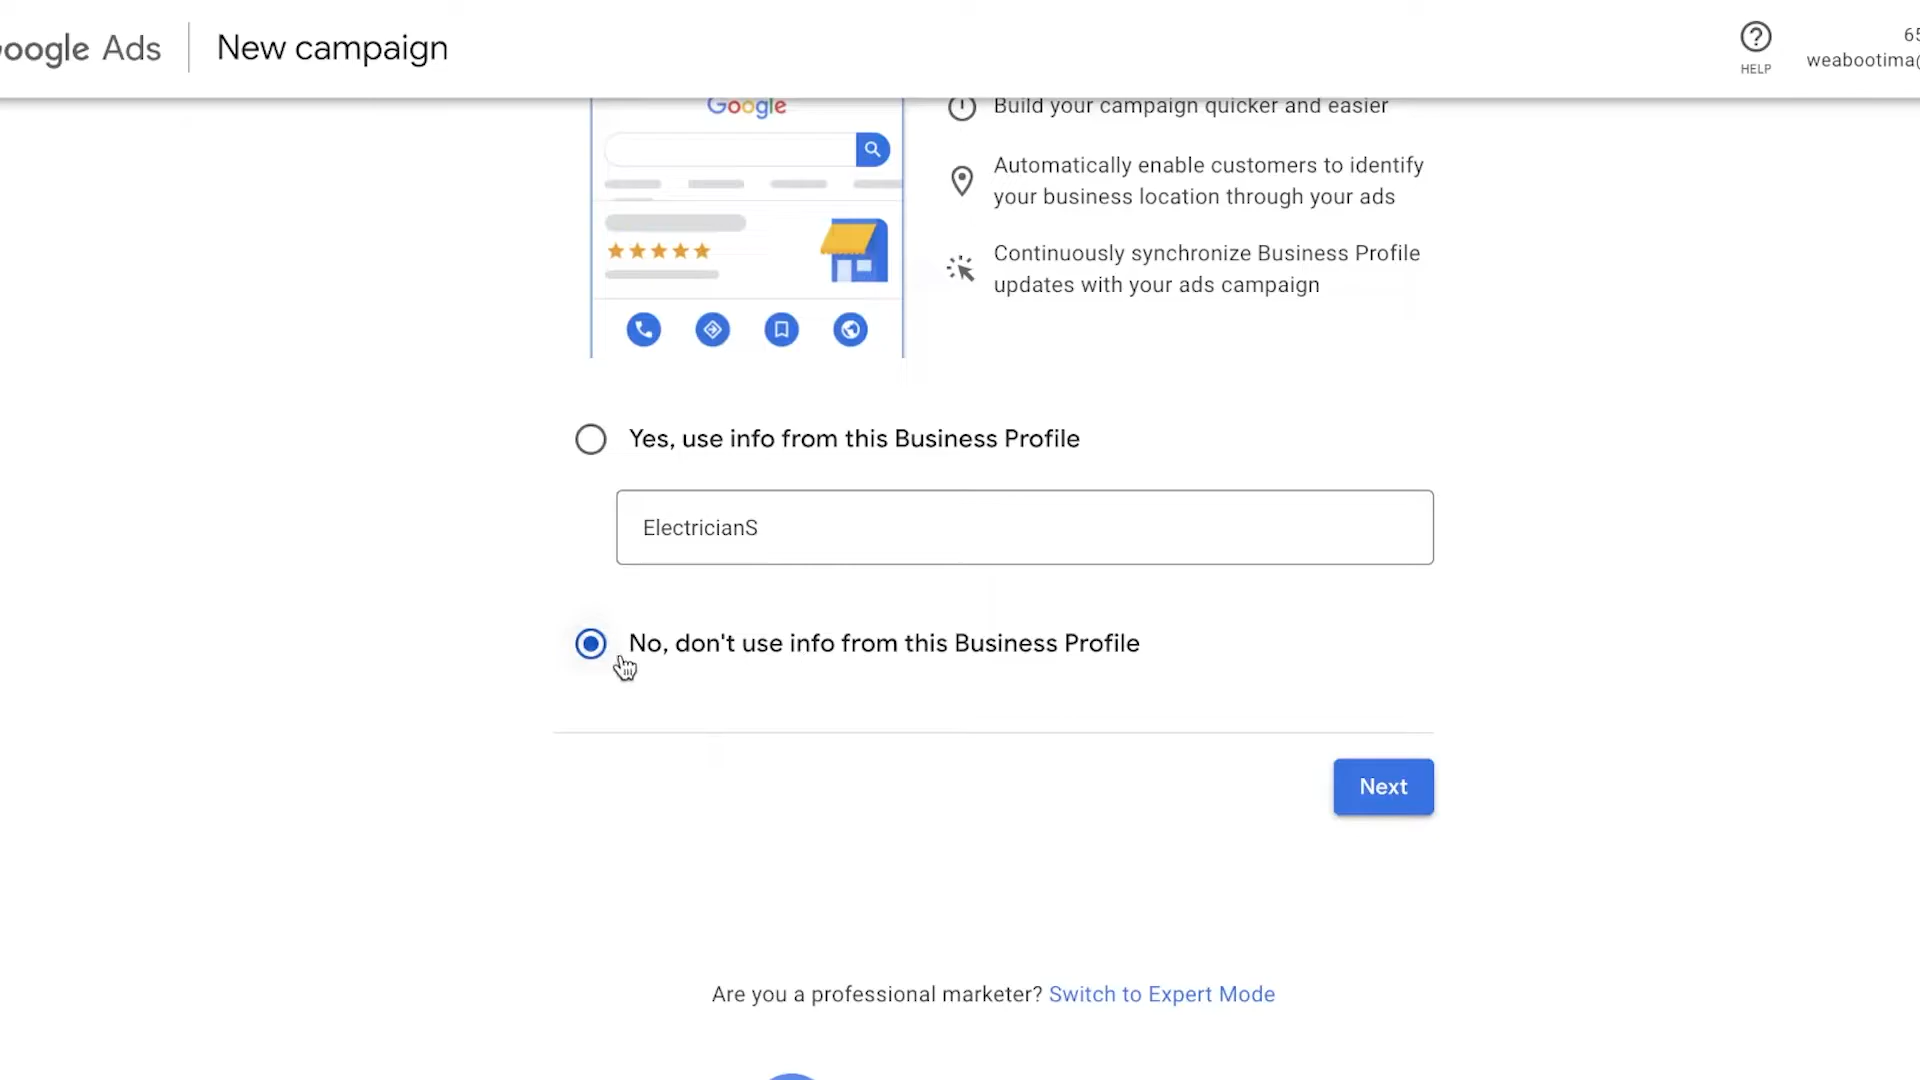 Google Ads
New campaign
HELP
65
weabootima@
Google
Build your campaign quicker and easier
Automatically enable customers to identify
your business location through your ads
Continuously synchronize Business Profile
updates with your ads campaign
Yes, use info from this Business Profile
ElectricianS
No, don't use info from this Business Profile
Next
Are you a professional marketer? Switch to Expert Mode